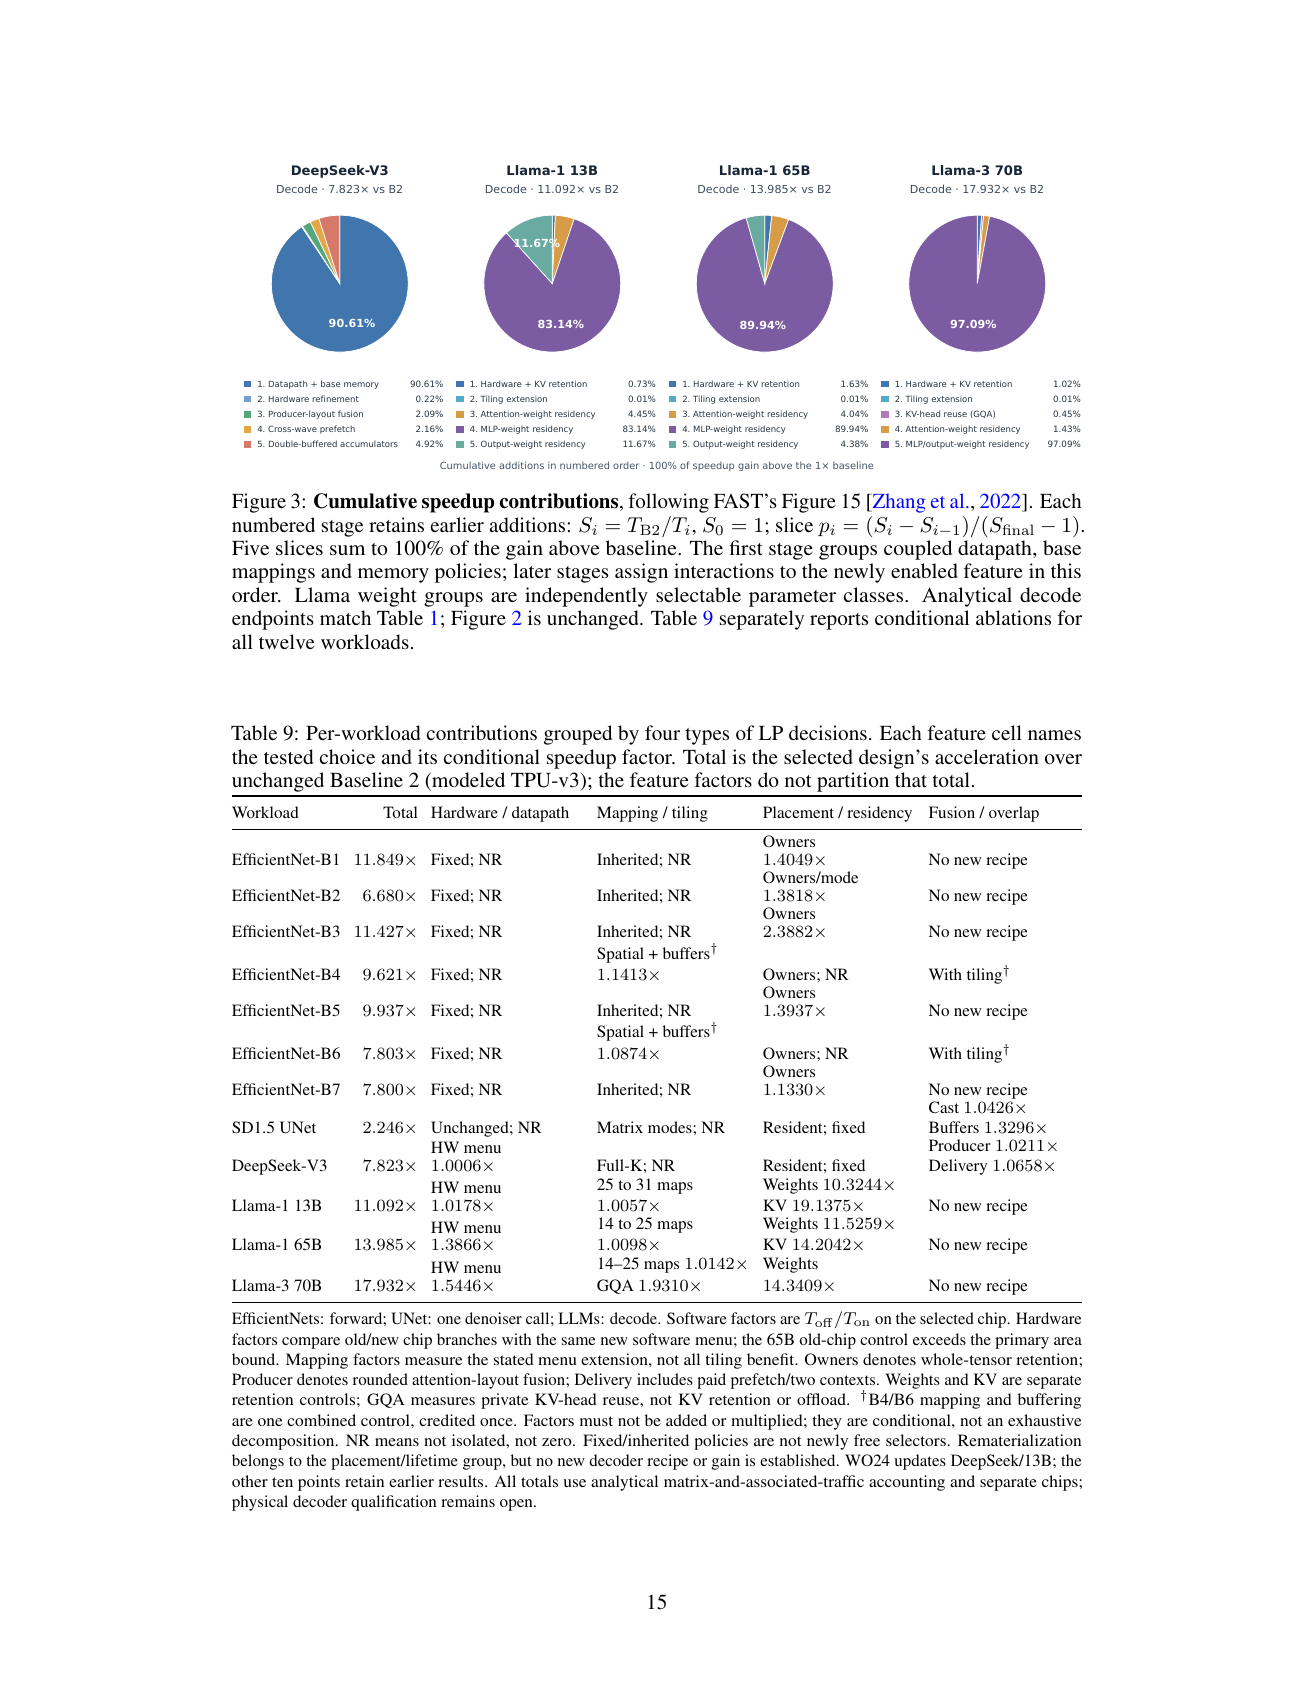 DeepSeek-V3
Decode · 7.823× vs B2
90.61%
1. Datapath + base memory 90.61%
2. Hardware refinement 0.22%
3. Producer-layout fusion 2.09%
4. Cross-wave prefetch 2.16%
5. Double-buffered accumulators 4.92%
Llama-1 13B
Decode · 11.092× vs B2
11.67%
83.14%
1. Hardware + KV retention 0.73%
2. Tiling extension 0.01%
3. Attention-weight residency 4.45%
4. MLP-weight residency 83.14%
5. Output-weight residency 11.67%
Llama-1 65B
Decode · 13.985× vs B2
89.94%
1. Hardware + KV retention 1.63%
2. Tiling extension 0.01%
3. Attention-weight residency 4.04%
4. MLP-weight residency 89.94%
5. Output-weight residency 4.38%
Llama-3 70B
Decode · 17.932× vs B2
97.09%
1. Hardware + KV retention 1.02%
2. Tiling extension 0.01%
3. KV-head reuse (GQA) 0.45%
4. Attention-weight residency 1.43%
5. MLP/output-weight residency 97.09%
Cumulative additions in numbered order · 100% of speedup gain above the 1× baseline
Figure 3: Cumulative speedup contributions, following FAST's Figure 15 [Zhang et al., 2022]. Each
numbered stage retains earlier additions: S_i = T_B2/T_i, S_0 = 1; slice p_i = (S_i − S_{i−1})/(S_final − 1).
Five slices sum to 100% of the gain above baseline. The first stage groups coupled datapath, base
mappings and memory policies; later stages assign interactions to the newly enabled feature in this
order. Llama weight groups are independently selectable parameter classes. Analytical decode
endpoints match Table 1; Figure 2 is unchanged. Table 9 separately reports conditional ablations for
all twelve workloads.
Table 9: Per-workload contributions grouped by four types of LP decisions. Each feature cell names
the tested choice and its conditional speedup factor. Total is the selected design's acceleration over
unchanged Baseline 2 (modeled TPU-v3); the feature factors do not partition that total.
Workload Total Hardware / datapath Mapping / tiling Placement / residency Fusion / overlap
Owners
EfficientNet-B1 11.849× Fixed; NR Inherited; NR 1.4049× No new recipe
Owners/mode
EfficientNet-B2 6.680× Fixed; NR Inherited; NR 1.3818× No new recipe
Owners
EfficientNet-B3 11.427× Fixed; NR Inherited; NR 2.3882× No new recipe
Spatial + buffers†
EfficientNet-B4 9.621× Fixed; NR 1.1413× Owners; NR With tiling†
Owners
EfficientNet-B5 9.937× Fixed; NR Inherited; NR 1.3937× No new recipe
Spatial + buffers†
EfficientNet-B6 7.803× Fixed; NR 1.0874× Owners; NR With tiling†
Owners
EfficientNet-B7 7.800× Fixed; NR Inherited; NR 1.1330× No new recipe
Cast 1.0426×
SD1.5 UNet 2.246× Unchanged; NR Matrix modes; NR Resident; fixed Buffers 1.3296×
HW menu Producer 1.0211×
DeepSeek-V3 7.823× 1.0006× Full-K; NR Resident; fixed Delivery 1.0658×
HW menu 25 to 31 maps Weights 10.3244×
Llama-1 13B 11.092× 1.0178× 1.0057× KV 19.1375× No new recipe
HW menu 14 to 25 maps Weights 11.5259×
Llama-1 65B 13.985× 1.3866× 1.0098× KV 14.2042× No new recipe
HW menu 14–25 maps 1.0142× Weights
Llama-3 70B 17.932× 1.5446× GQA 1.9310× 14.3409× No new recipe
EfficientNets: forward; UNet: one denoiser call; LLMs: decode. Software factors are T_off/T_on on the selected chip. Hardware
factors compare old/new chip branches with the same new software menu; the 65B old-chip control exceeds the primary area
bound. Mapping factors measure the stated menu extension, not all tiling benefit. Owners denotes whole-tensor retention;
Producer denotes rounded attention-layout fusion; Delivery includes paid prefetch/two contexts. Weights and KV are separate
retention controls; GQA measures private KV-head reuse, not KV retention or offload. †B4/B6 mapping and buffering
are one combined control, credited once. Factors must not be added or multiplied; they are conditional, not an exhaustive
decomposition. NR means not isolated, not zero. Fixed/inherited policies are not newly free selectors. Rematerialization
belongs to the placement/lifetime group, but no new decoder recipe or gain is established. WO24 updates DeepSeek/13B; the
other ten points retain earlier results. All totals use analytical matrix-and-associated-traffic accounting and separate chips;
physical decoder qualification remains open.
15